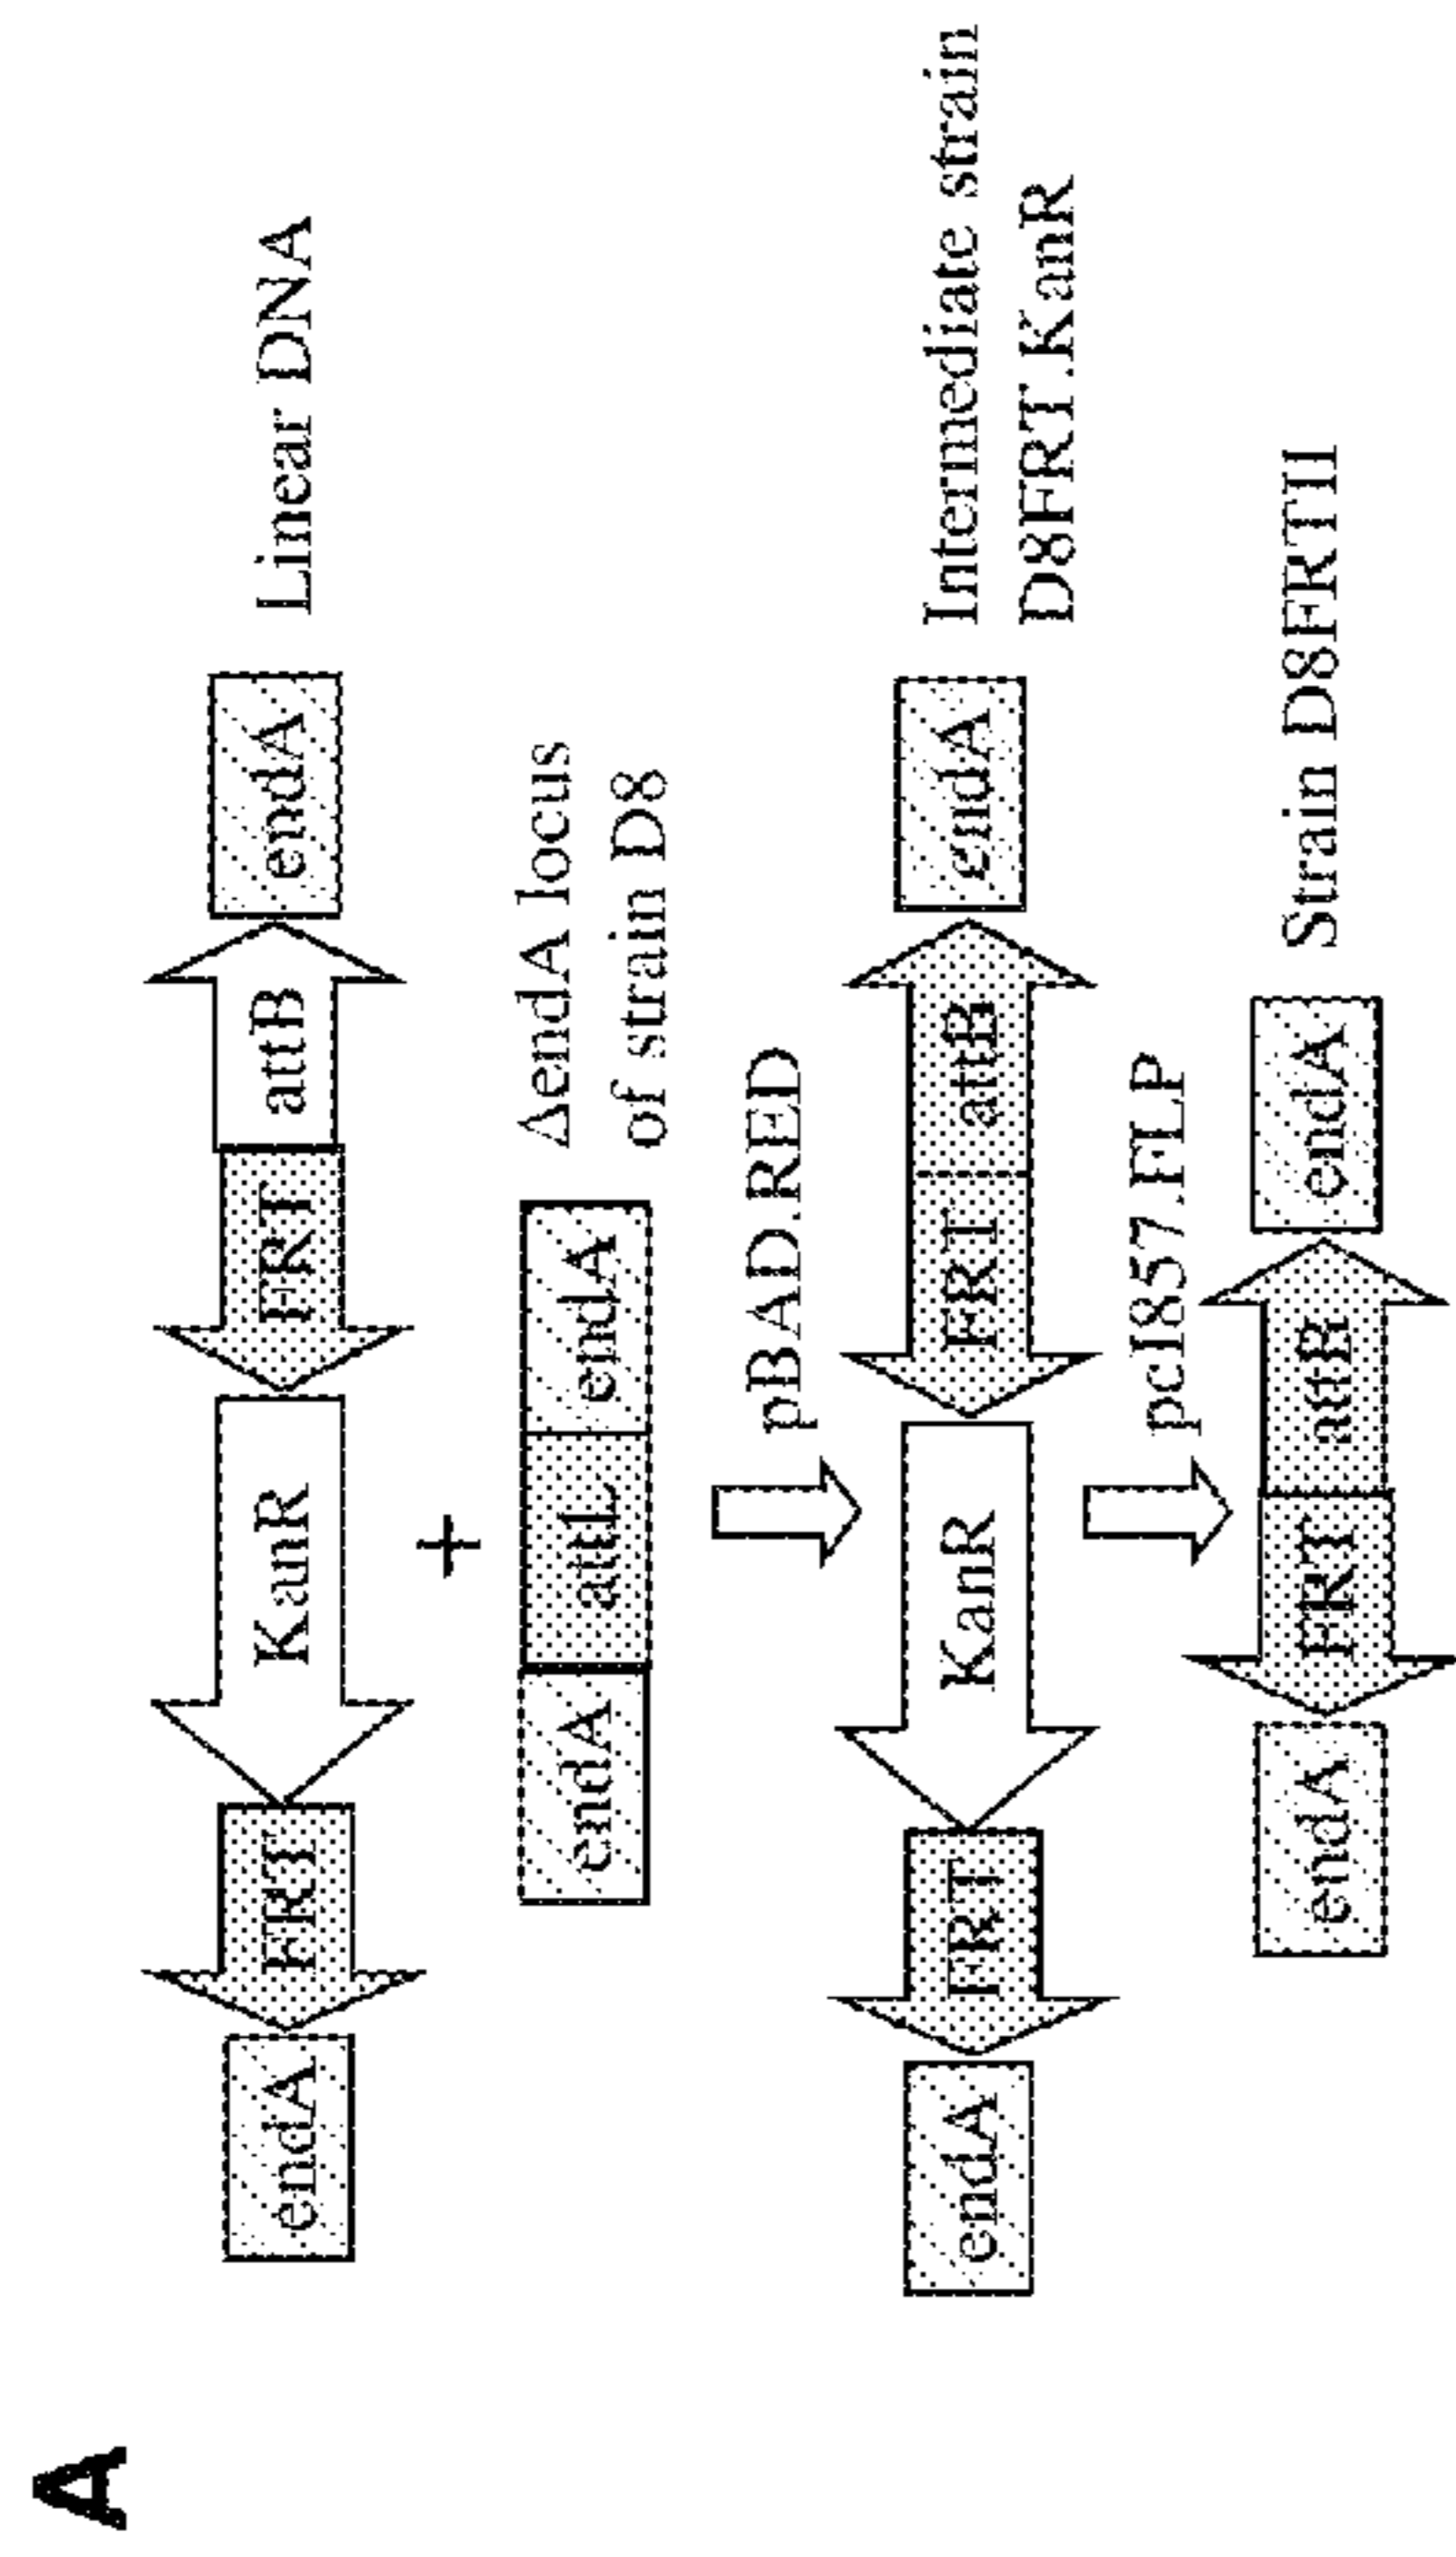 A
endA FRT KanR FRT attB endA Linear DNA
+
endA attL endA ΔendA locus
of strain D8
pBAD.RED
endA FRT KanR FRT attB endA Intermediate strain
D8FRT.KanR
pcI857.FLP
endA FRT attB endA Strain D8FRTII